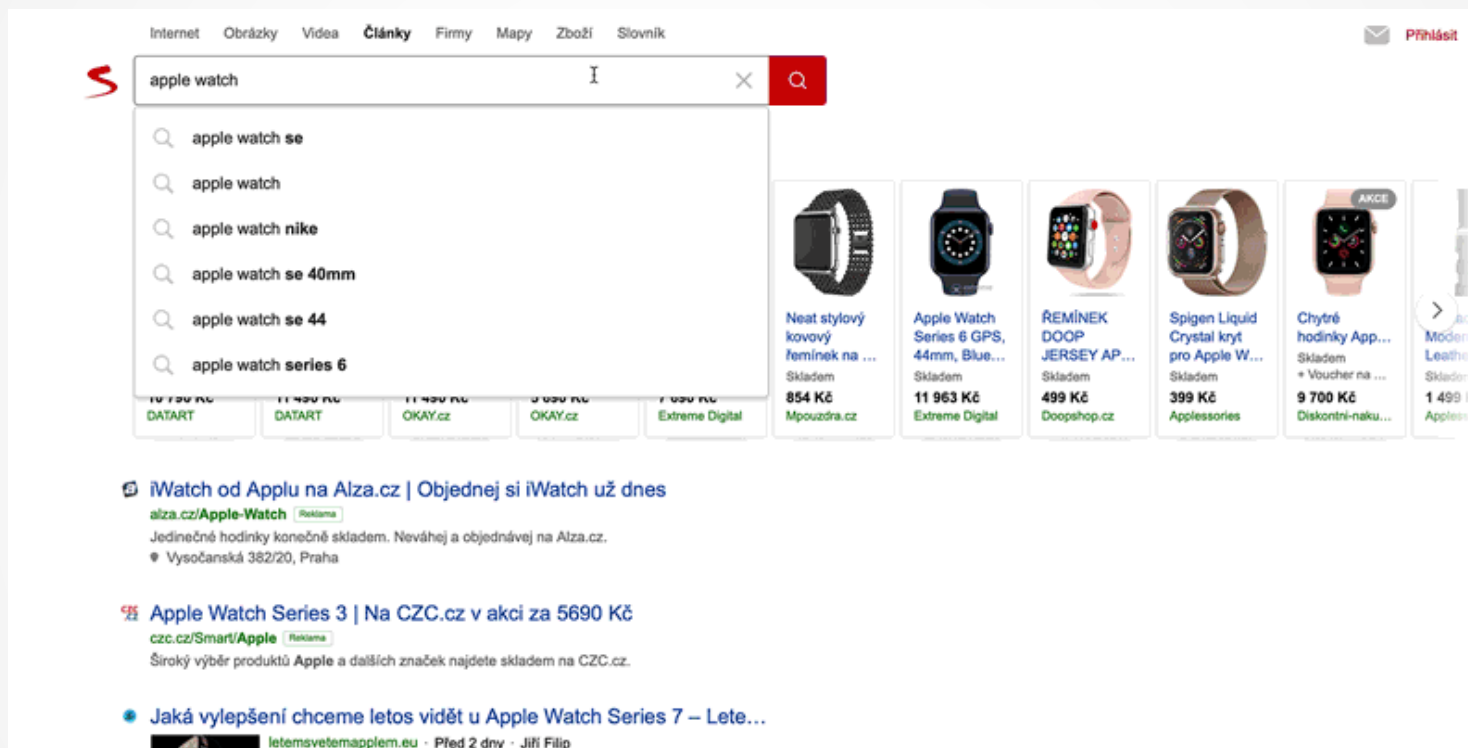 Internet Obrázky Videa Články Firmy Mapy Zboží Slovník
Přihlásit
apple watch
apple watch se
apple watch
apple watch nike
apple watch se 40mm
apple watch se 44
apple watch series 6
DATART
DATART
OKAY.cz
OKAY.cz
Extreme Digital
Neat stylový
kovový
řemínek na ...
Skladem
854 Kč
Mpouzdra.cz
Apple Watch
Series 6 GPS,
44mm, Blue...
Skladem
11 963 Kč
Extreme Digital
ŘEMÍNEK
DOOP
JERSEY AP...
Skladem
499 Kč
Doopshop.cz
Spigen Liquid
Crystal kryt
pro Apple W...
Skladem
399 Kč
Applessories
AKCE
Chytré
hodinky App...
Skladem
+ Voucher na ...
9 700 Kč
Diskontní-naku...
1 499
iWatch od Applu na Alza.cz | Objednej si iWatch už dnes
alza.cz/Apple-Watch Reklama
Jedinečné hodinky konečně skladem. Neváhej a objednávej na Alza.cz.
Vysočanská 382/20, Praha
Apple Watch Series 3 | Na CZC.cz v akci za 5690 Kč
czc.cz/Smart/Apple Reklama
Široký výběr produktů Apple a dalších značek najdete skladem na CZC.cz.
Jaká vylepšení chceme letos vidět u Apple Watch Series 7 – Lete...
letemsvetemapplem.eu · Před 2 dny · Jiří Filip